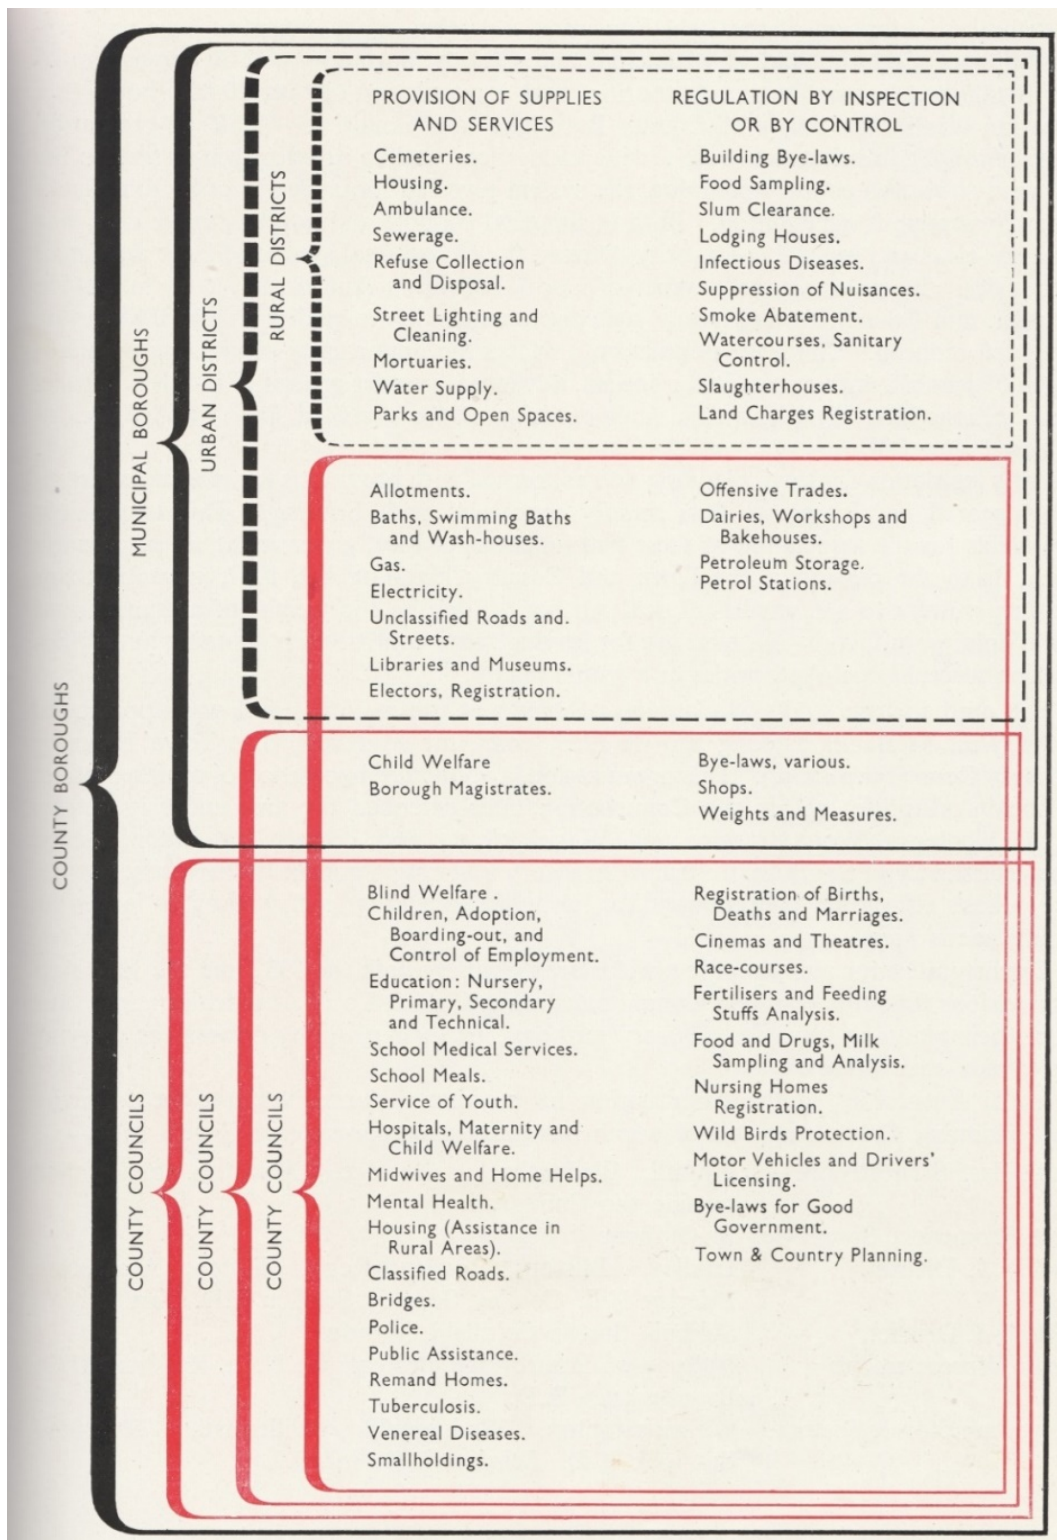 COUNTY BOROUGHS
MUNICIPAL BOROUGHS
URBAN DISTRICTS
RURAL DISTRICTS
COUNTY COUNCILS
COUNTY COUNCILS
COUNTY COUNCILS
PROVISION OF SUPPLIES
AND SERVICES
Cemeteries.
Housing.
Ambulance.
Sewerage.
Refuse Collection
and Disposal.
Street Lighting and
Cleaning.
Mortuaries.
Water Supply.
Parks and Open Spaces.
REGULATION BY INSPECTION
OR BY CONTROL
Building Bye-laws.
Food Sampling.
Slum Clearance.
Lodging Houses.
Infectious Diseases.
Suppression of Nuisances.
Smoke Abatement.
Watercourses, Sanitary
Control.
Slaughterhouses.
Land Charges Registration.
Allotments.
Baths, Swimming Baths
and Wash-houses.
Gas.
Electricity.
Unclassified Roads and.
Streets.
Libraries and Museums.
Electors, Registration.
Offensive Trades.
Dairies, Workshops and
Bakehouses.
Petroleum Storage.
Petrol Stations.
Child Welfare
Borough Magistrates.
Bye-laws, various.
Shops.
Weights and Measures.
Blind Welfare .
Children, Adoption,
Boarding-out, and
Control of Employment.
Education: Nursery,
Primary, Secondary
and Technical.
School Medical Services.
School Meals.
Service of Youth.
Hospitals, Maternity and
Child Welfare.
Midwives and Home Helps.
Mental Health.
Housing (Assistance in
Rural Areas).
Classified Roads.
Bridges.
Police.
Public Assistance.
Remand Homes.
Tuberculosis.
Venereal Diseases.
Smallholdings.
Registration of Births,
Deaths and Marriages.
Cinemas and Theatres.
Race-courses.
Fertilisers and Feeding
Stuffs Analysis.
Food and Drugs, Milk
Sampling and Analysis.
Nursing Homes
Registration.
Wild Birds Protection.
Motor Vehicles and Drivers'
Licensing.
Bye-laws for Good
Government.
Town & Country Planning.